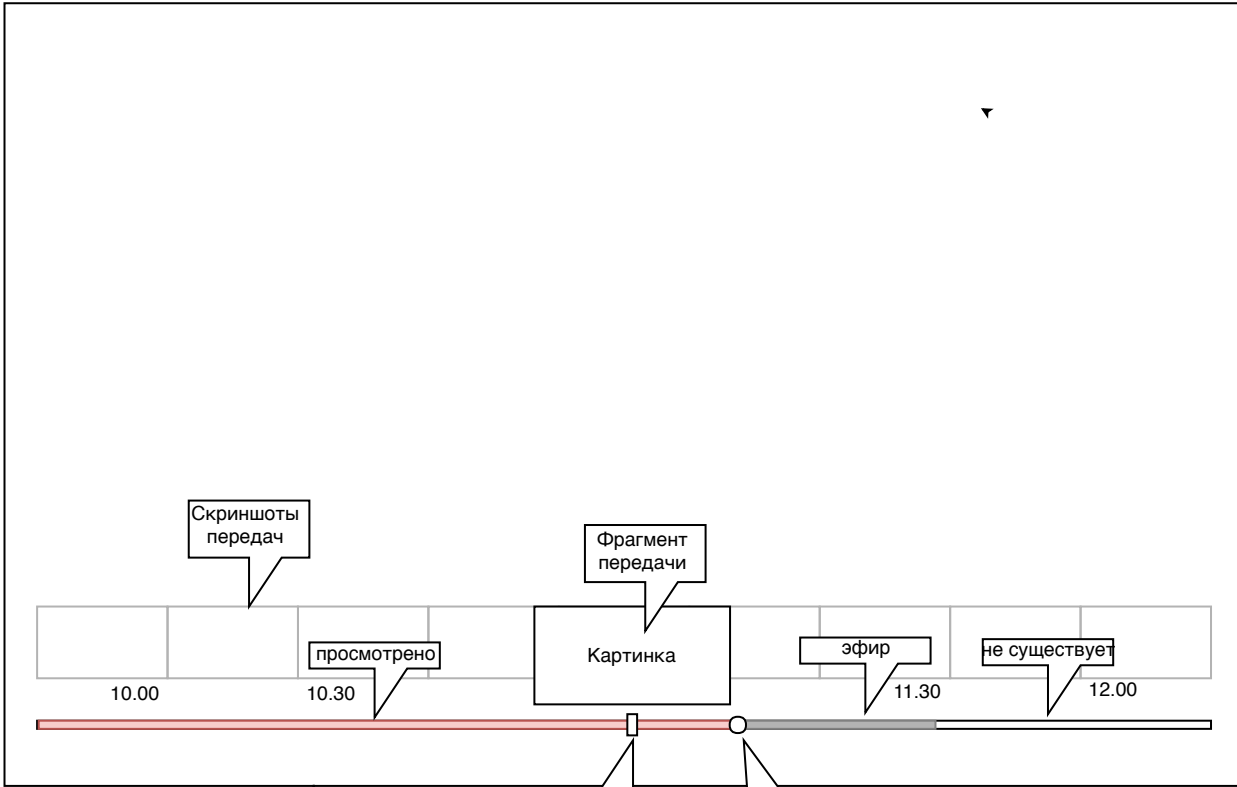 Скриншоты
передач
Фрагмент
передачи
Картинка
просмотрено
эфир
не существует
10.00
10.30
11.30
12.00